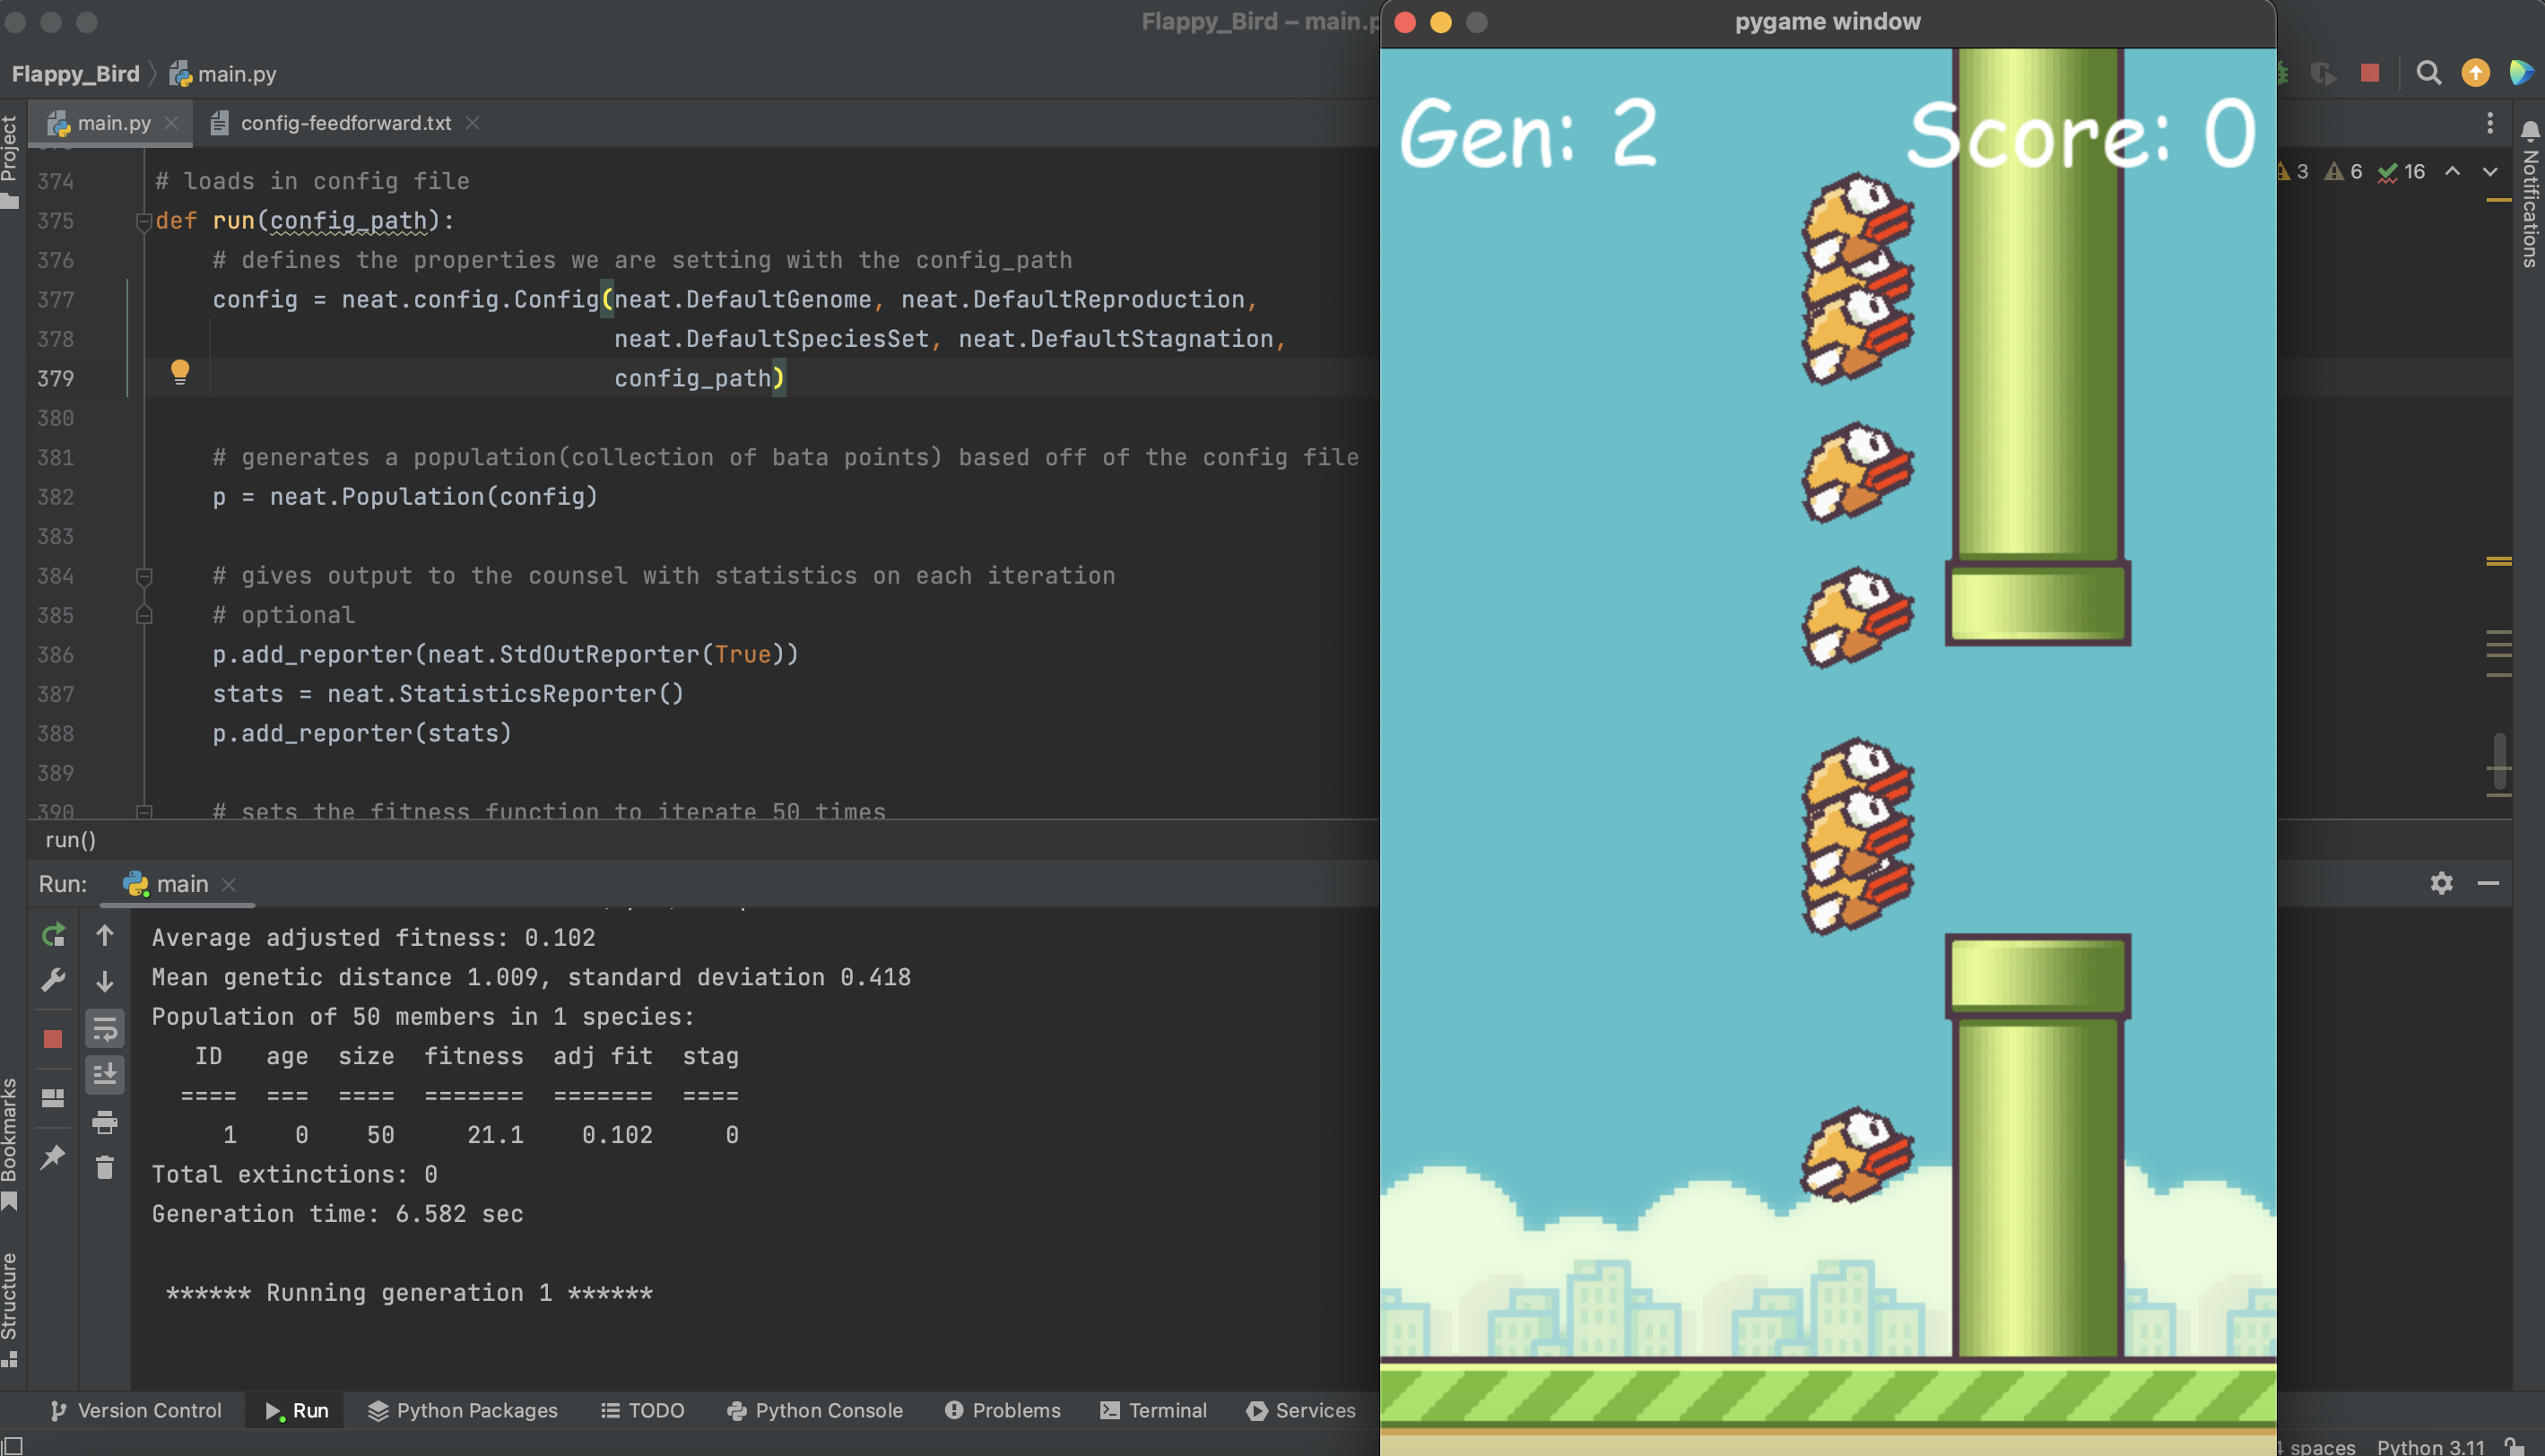 Flappy_Bird – main.p
pygame window
Flappy_Bird
main.py
main.py
config-feedforward.txt
Gen: 2
Score: 0
3
6
16
Project
Notifications
374 # loads in config file
375 def run(config_path):
376 # defines the properties we are setting with the config_path
377 config = neat.config.Config(neat.DefaultGenome, neat.DefaultReproduction,
378 neat.DefaultSpeciesSet, neat.DefaultStagnation,
379 config_path)
380
381 # generates a population(collection of bata points) based off of the config file
382 p = neat.Population(config)
383
384 # gives output to the counsel with statistics on each iteration
385 # optional
386 p.add_reporter(neat.StdOutReporter(True))
387 stats = neat.StatisticsReporter()
388 p.add_reporter(stats)
389
390 # sets the fitness function to iterate 50 times
run()
Run:
main
Average adjusted fitness: 0.102
Mean genetic distance 1.009, standard deviation 0.418
Population of 50 members in 1 species:
ID age size fitness adj fit stag
==== === ==== ======= ======= ====
1 0 50 21.1 0.102 0
Total extinctions: 0
Generation time: 6.582 sec
****** Running generation 1 ******
Bookmarks
Structure
Version Control
Run
Python Packages
TODO
Python Console
Problems
Terminal
Services
spaces
Python 3.11